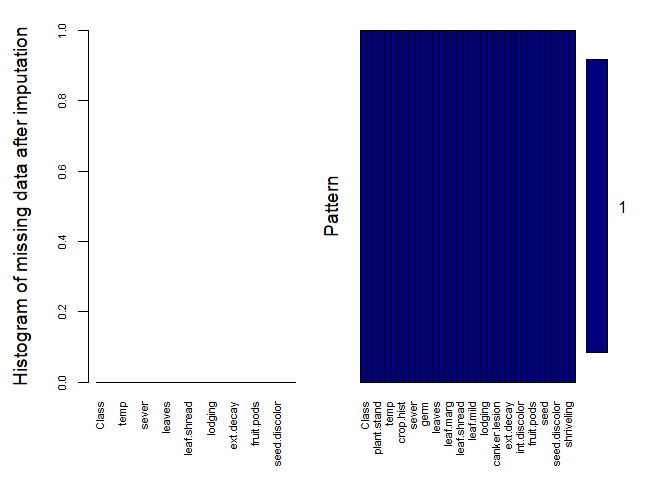 Histogram of missing data after imputation
1.0
0.8
0.6
0.4
0.2
0.0
Class
temp
sever
leaves
leaf.shread
lodging
ext.decay
fruit.pods
seed.discolor
Pattern
Class
plant.stand
temp
crop.hist
sever
germ
leaves
leaf.marg
leaf.shread
leaf.mild
lodging
canker.lesion
ext.decay
int.discolor
fruit.pods
seed
seed.discolor
shriveling
1